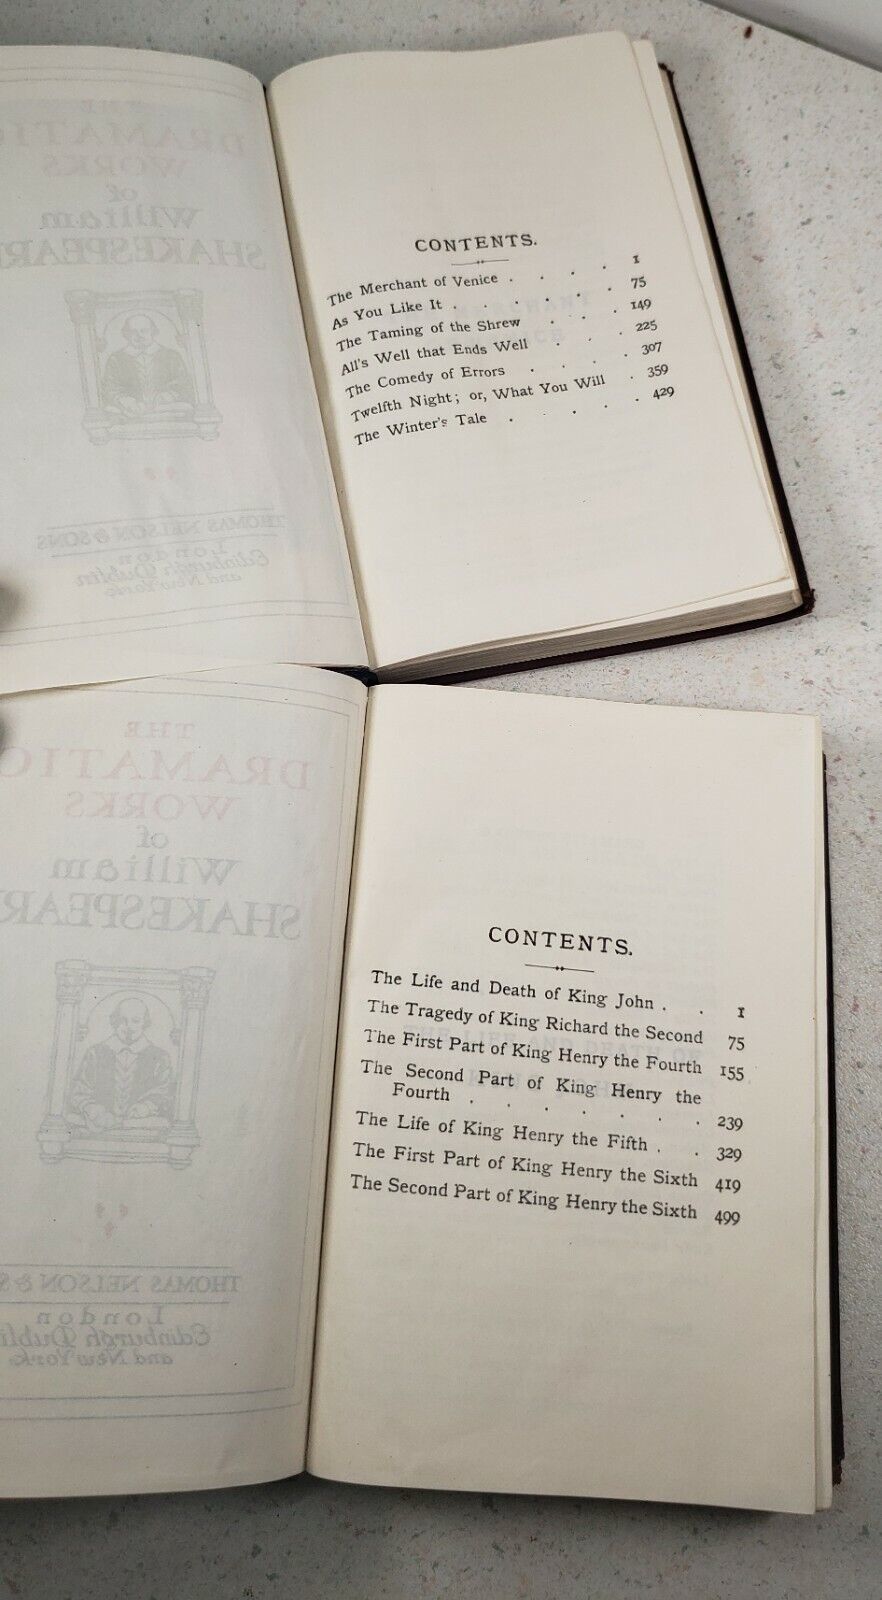 THE
DRAMATIC
WORKS
of
William
SHAKESPEAR
THOMAS NELSON & SONS
London
Edinburgh Dublin
and New York
CONTENTS.
The Merchant of Venice . . . . 1
As You Like It . . . . . . 75
The Taming of the Shrew . . . 149
All's Well that Ends Well . . . 225
The Comedy of Errors . . . . 307
Twelfth Night; or, What You Will . 359
The Winter's Tale . . . . 429
THE
DRAMATIC
WORKS
of
William
SHAKESPEAR
THOMAS NELSON & S
London
Edinburgh Dubli
and New York
CONTENTS.
The Life and Death of King John . . 1
The Tragedy of King Richard the Second 75
The First Part of King Henry the Fourth 155
The Second Part of King Henry the
Fourth . . . . . . 239
The Life of King Henry the Fifth . . 329
The First Part of King Henry the Sixth 419
The Second Part of King Henry the Sixth 499